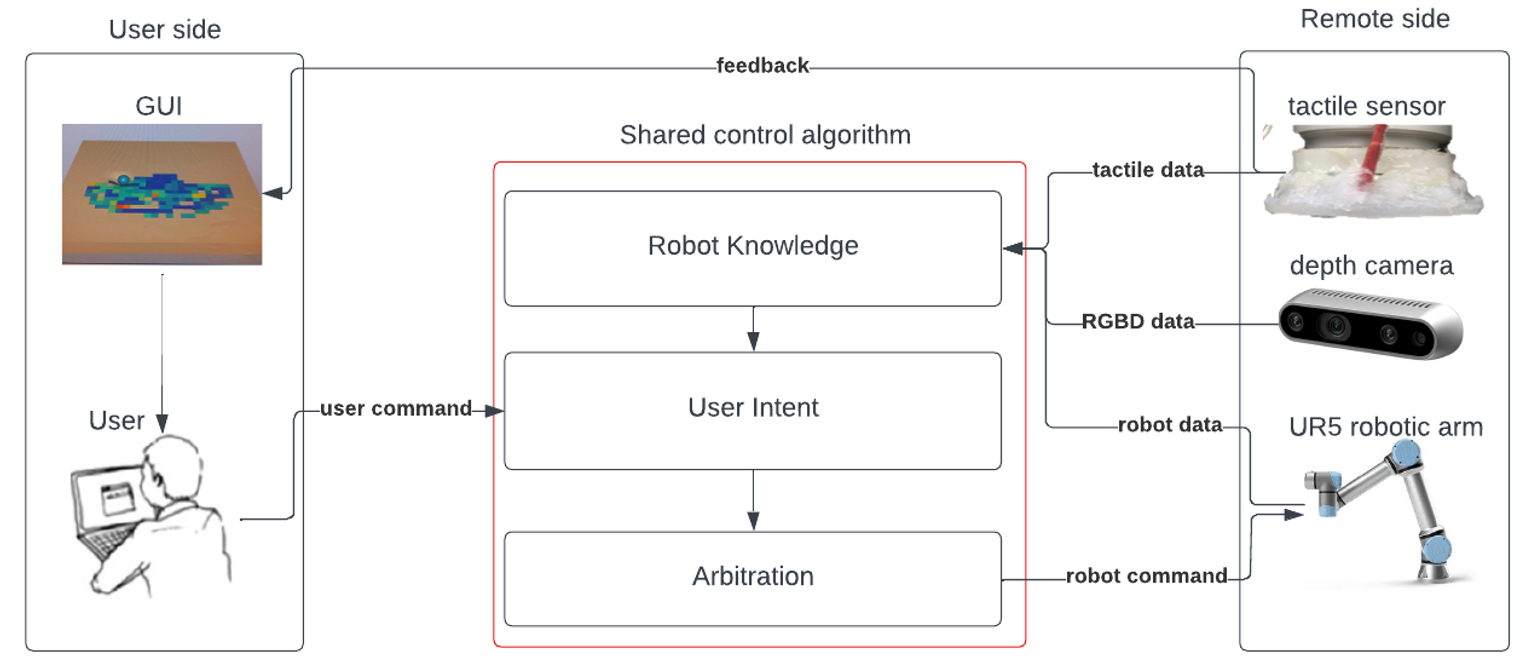 User side
Remote side
feedback
GUI
tactile sensor
Shared control algorithm
tactile data
Robot Knowledge
depth camera
RGBD data
User
user command
User Intent
robot data
UR5 robotic arm
Arbitration
robot command